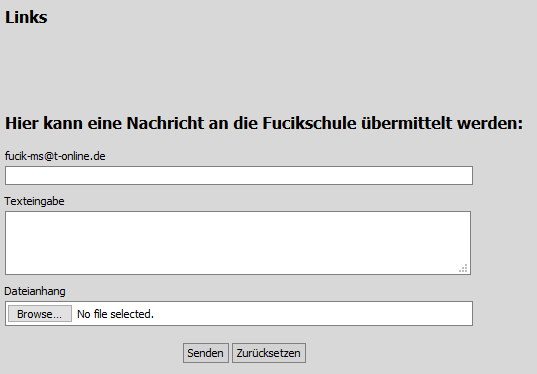 Links
Hier kann eine Nachricht an die Fucikschule übermittelt werden:
fucik-ms@t-online.de
Texteingabe
Dateianhang
Browse... No file selected.
Senden Zurücksetzen